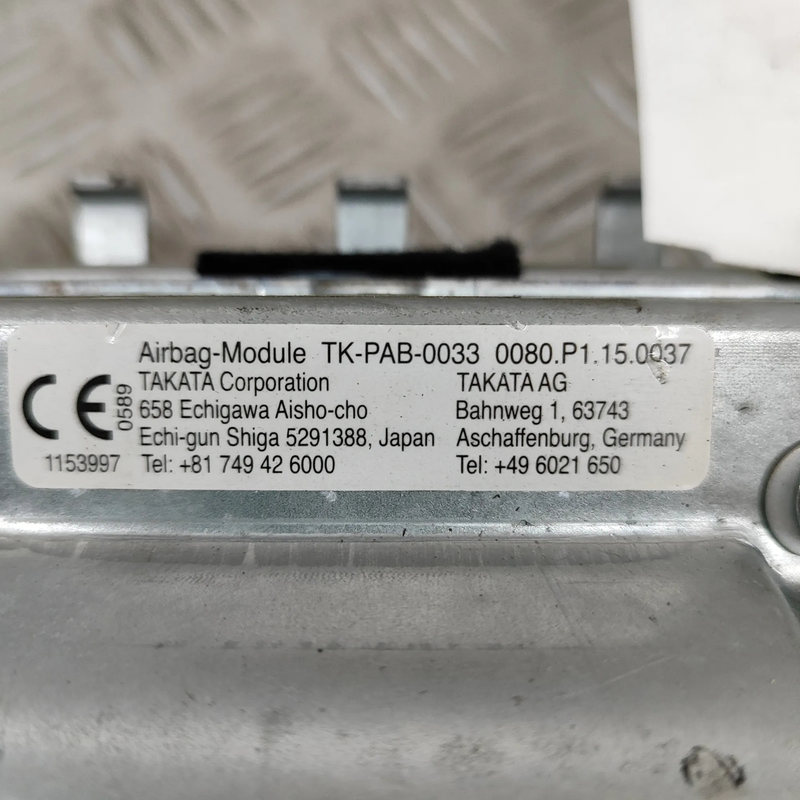 Airbag-Module TK-PAB-0033 0080.P1.15.0037
CE 0589
TAKATA Corporation
658 Echigawa Aisho-cho
Echi-gun Shiga 5291388, Japan
Tel: +81 749 42 6000
TAKATA AG
Bahnweg 1, 63743
Aschaffenburg, Germany
Tel: +49 6021 650
1153997